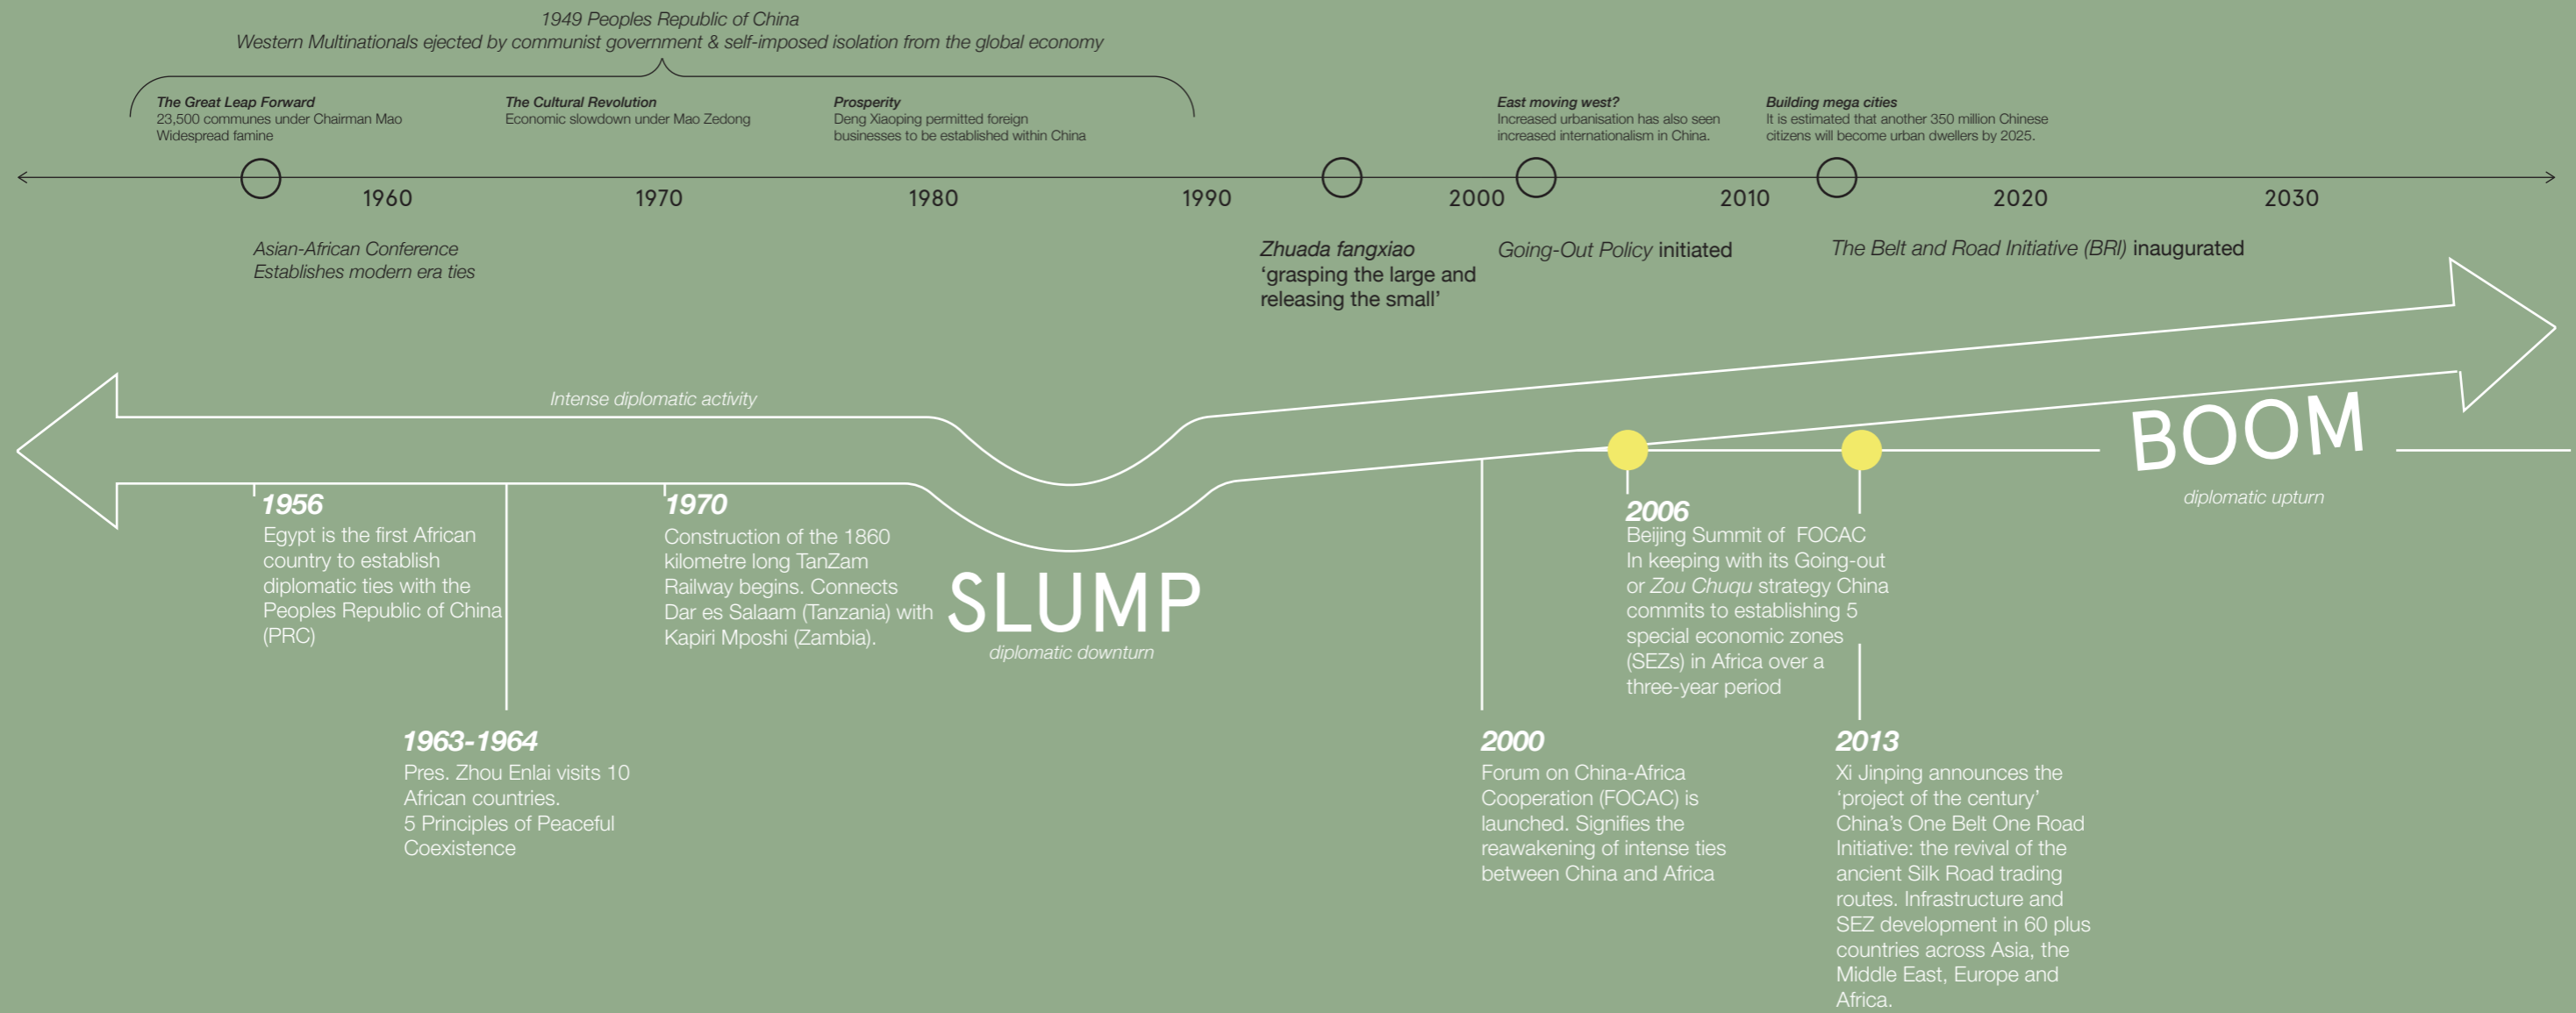 1949 Peoples Republic of China
Western Multinationals ejected by communist government & self-imposed isolation from the global economy
The Great Leap Forward
23,500 communes under Chairman Mao
Widespread famine
The Cultural Revolution
Economic slowdown under Mao Zedong
Prosperity
Deng Xiaoping permitted foreign
businesses to be established within China
East moving west?
Increased urbanisation has also seen
increased internationalism in China.
Building mega cities
It is estimated that another 350 million Chinese
citizens will become urban dwellers by 2025.
1960
1970
1980
1990
2000
2010
2020
2030
Asian-African Conference
Establishes modern era ties
Zhuada fangxiao
‘grasping the large and
releasing the small’
Going-Out Policy initiated
The Belt and Road Initiative (BRI) inaugurated
Intense diplomatic activity
1956
Egypt is the first African
country to establish
diplomatic ties with the
Peoples Republic of China
(PRC)
1963-1964
Pres. Zhou Enlai visits 10
African countries.
5 Principles of Peaceful
Coexistence
1970
Construction of the 1860
kilometre long TanZam
Railway begins. Connects
Dar es Salaam (Tanzania) with
Kapiri Mposhi (Zambia).
SLUMP
diplomatic downturn
2000
Forum on China-Africa
Cooperation (FOCAC) is
launched. Signifies the
reawakening of intense ties
between China and Africa
2006
Beijing Summit of FOCAC
In keeping with its Going-out
or Zou Chuqu strategy China
commits to establishing 5
special economic zones
(SEZs) in Africa over a
three-year period
2013
Xi Jinping announces the
‘project of the century’
China’s One Belt One Road
Initiative: the revival of the
ancient Silk Road trading
routes. Infrastructure and
SEZ development in 60 plus
countries across Asia, the
Middle East, Europe and
Africa.
BOOM
diplomatic upturn